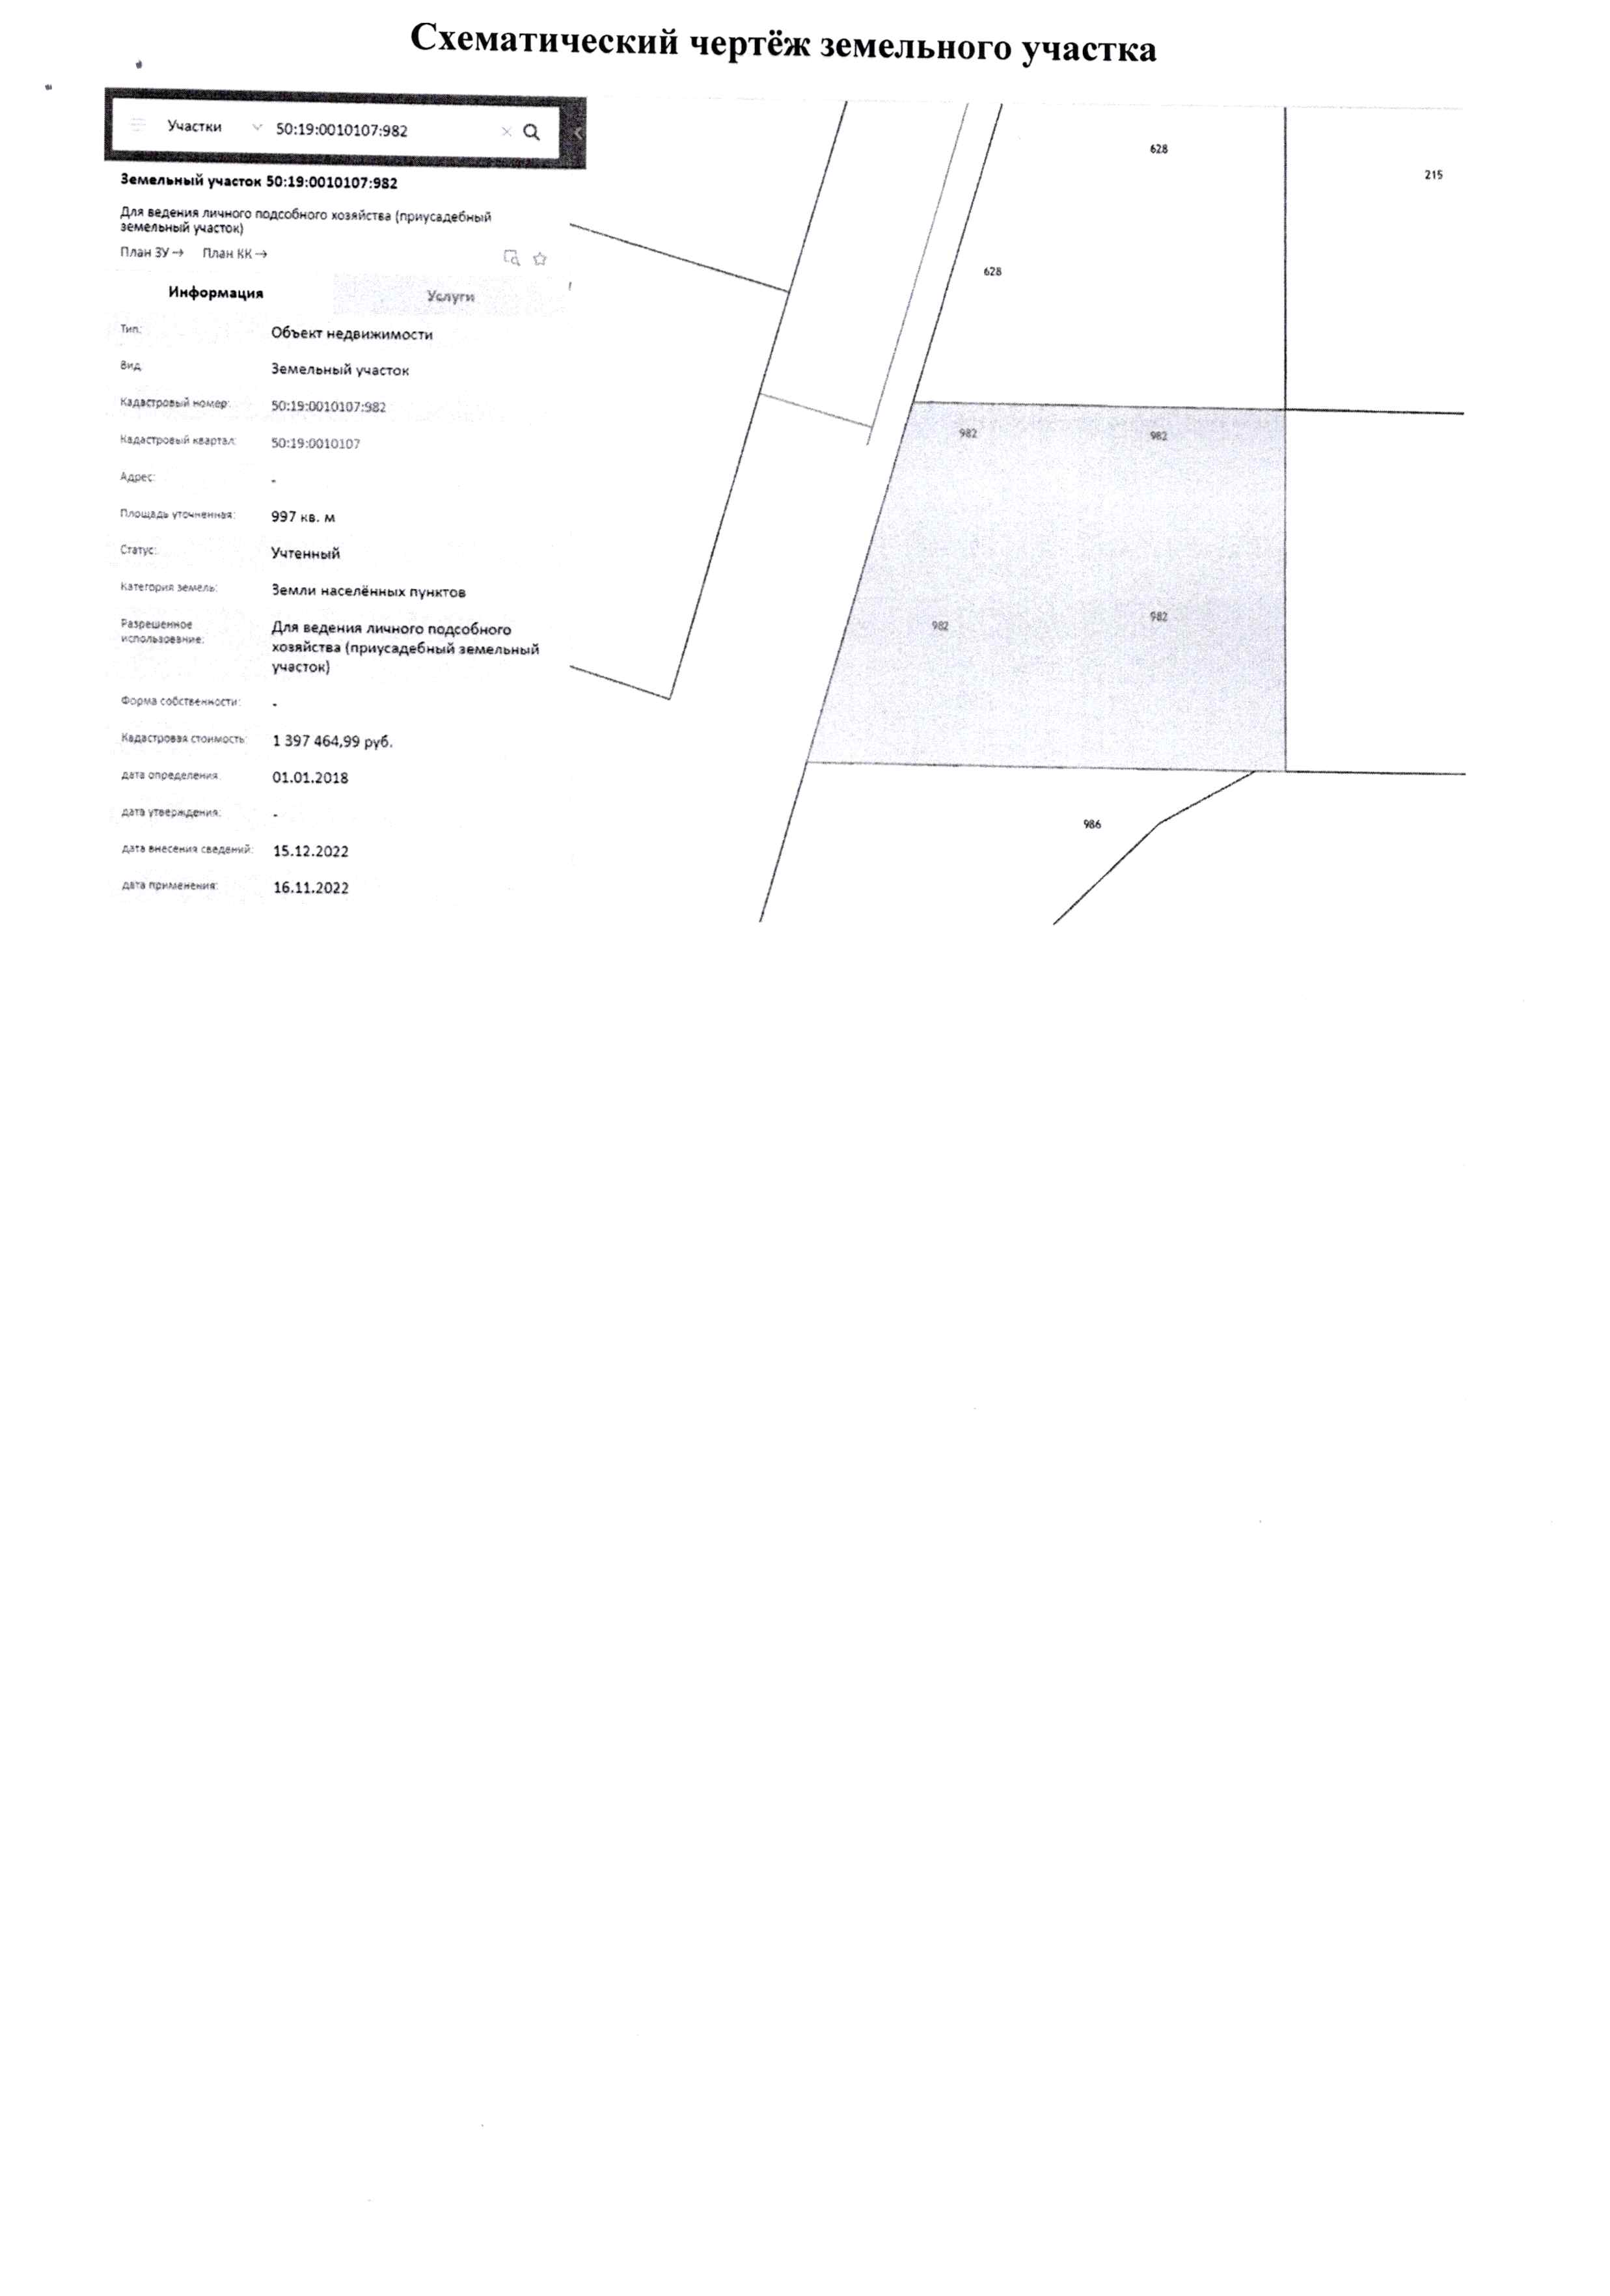 Схематический чертёж земельного участка
Участки 50:19:0010107:982
Земельный участок 50:19:0010107:982
Для ведения личного подсобного хозяйства (приусадебный
земельный участок)
План ЗУ → План КК →
Информация Услуги
Тип: Объект недвижимости
Вид: Земельный участок
Кадастровый номер: 50:19:0010107:982
Кадастровый квартал: 50:19:0010107
Адрес: -
Площадь уточненная: 997 кв. м
Статус: Учтенный
Категория земель: Земли населённых пунктов
Разрешенное
использование:
Для ведения личного подсобного
хозяйства (приусадебный земельный
участок)
Форма собственности: -
Кадастровая стоимость: 1 397 464,99 руб.
дата определения: 01.01.2018
дата утверждения: -
дата внесения сведений: 15.12.2022
дата применения: 16.11.2022
628
215
628
982
982
982
982
986